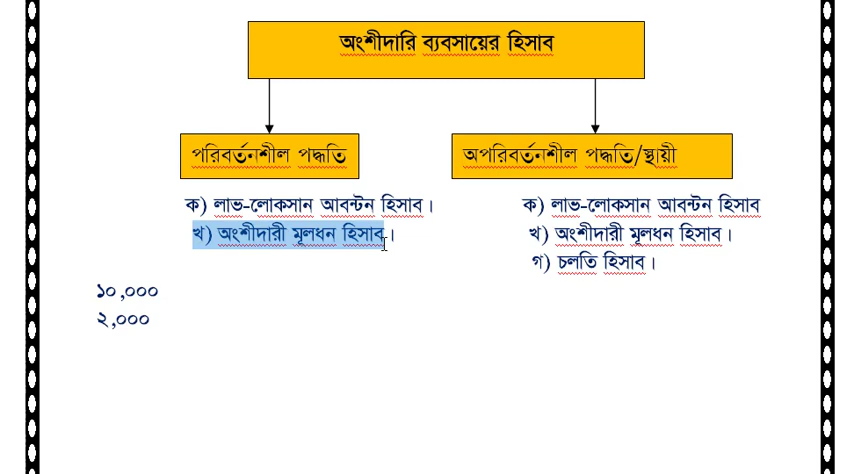 অংশীদারি ব্যবসায়ের হিসাব
পরিবর্তনশীল পদ্ধতি
অপরিবর্তনশীল পদ্ধতি/স্থায়ী
ক) লাভ-লোকসান আবন্টন হিসাব।
খ) অংশীদারী মূলধন হিসাব।
ক) লাভ-লোকসান আবন্টন হিসাব
খ) অংশীদারী মূলধন হিসাব।
গ) চলতি হিসাব।
১০,০০০
২,০০০